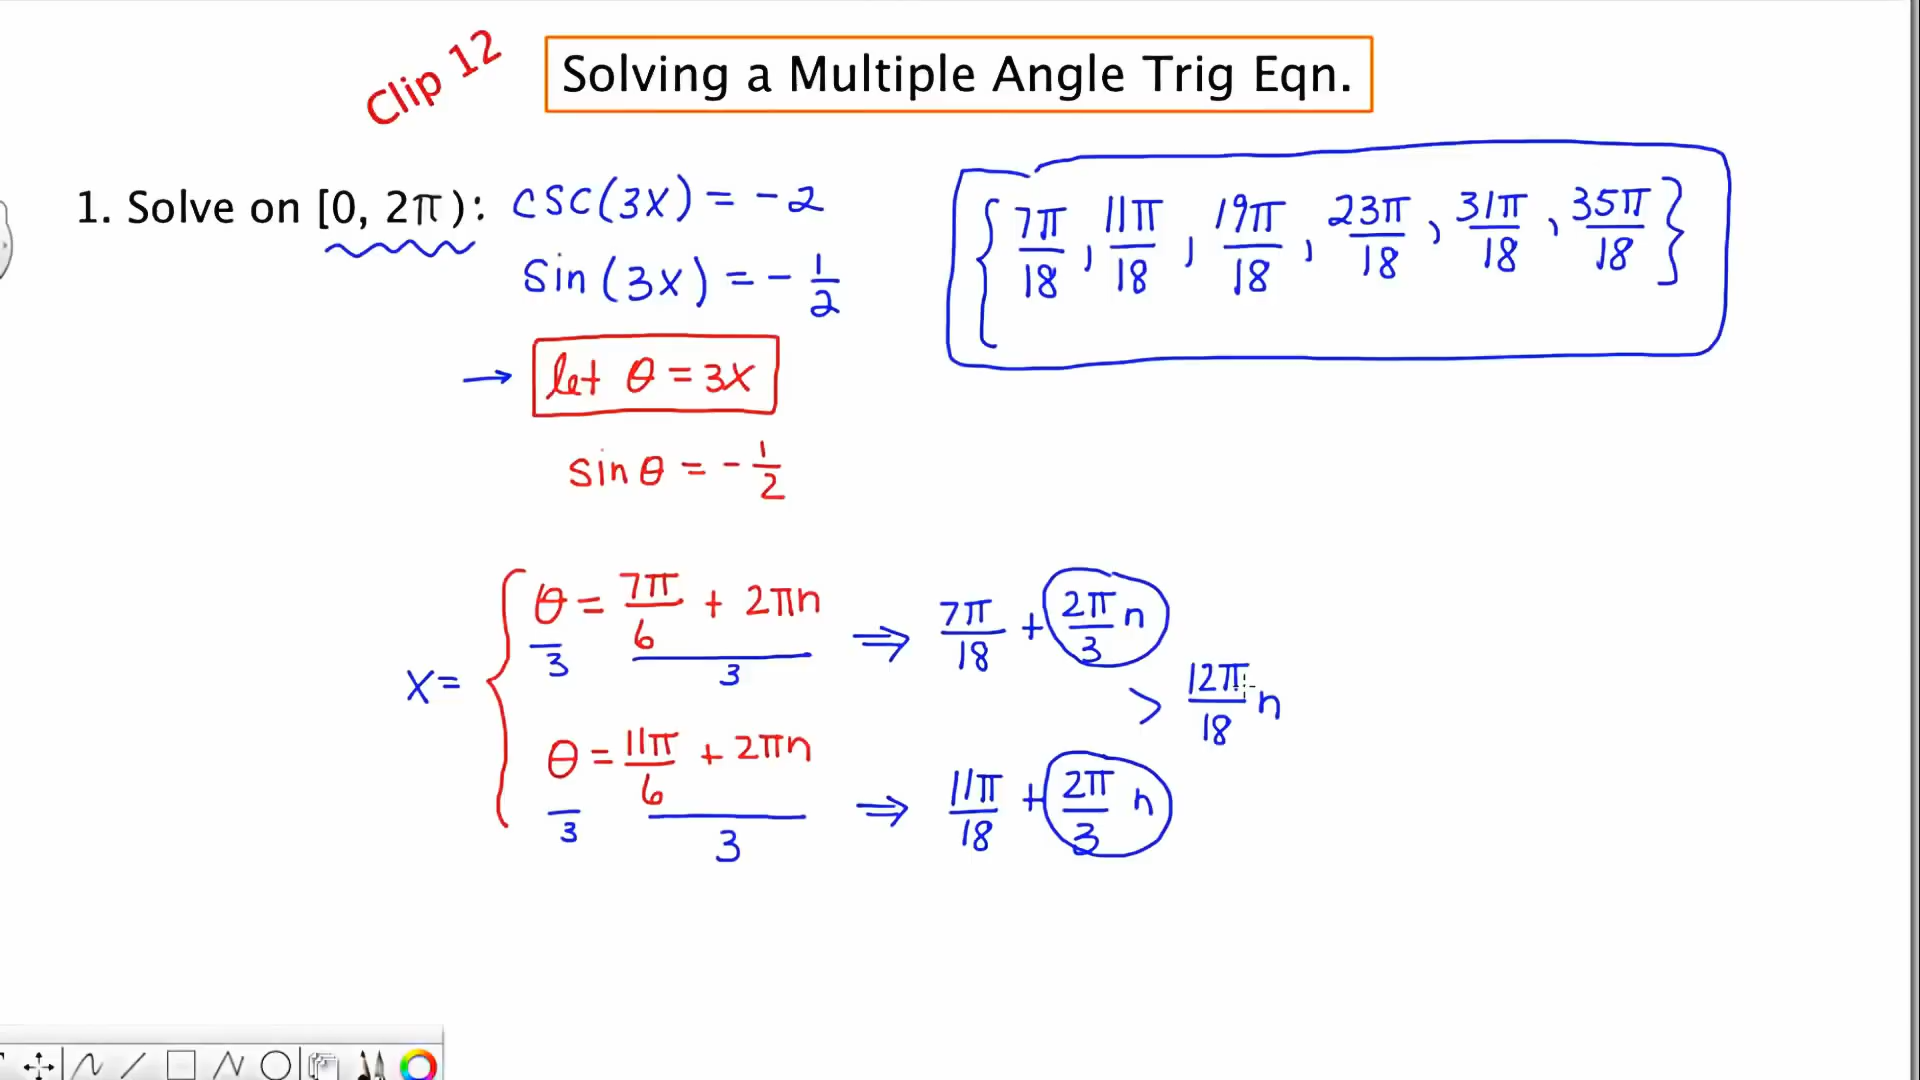 Clip 12
Solving a Multiple Angle Trig Eqn.
1. Solve on [0, 2π): csc(3x) = -2
sin(3x) = - 1/2
→ let θ = 3x
sin θ = - 1/2
{ 7π/18, 11π/18, 19π/18, 23π/18, 31π/18, 35π/18 }
x = { θ/3 = (7π/6 + 2πn)/3 ⇒ 7π/18 + 2π/3 n
> 12π/18 n
θ/3 = (11π/6 + 2πn)/3 ⇒ 11π/18 + 2π/3 n